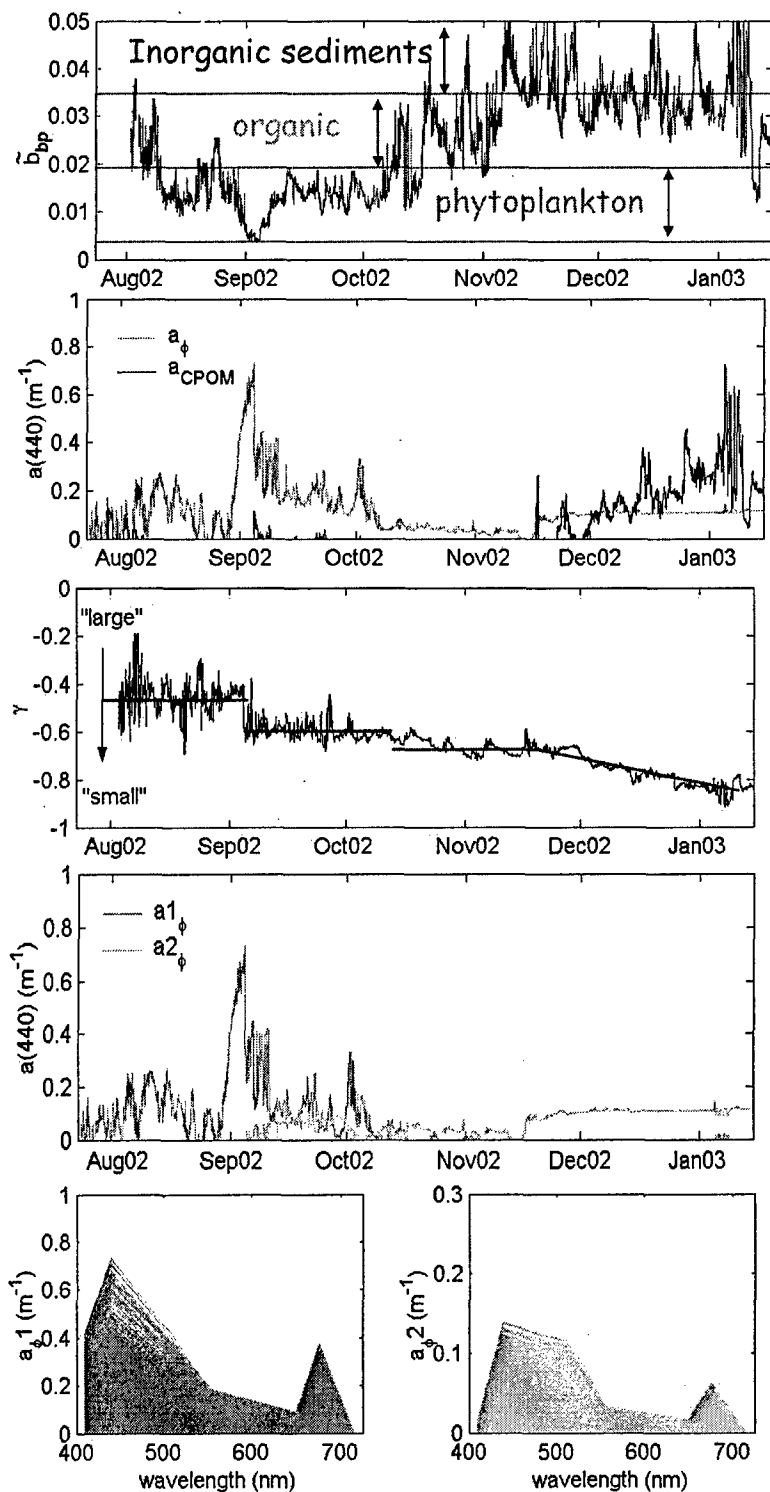 0.05
Inorganic sediments
0.04
0.03
organic
b̃bp
0.02
0.01
phytoplankton
0
Aug02 Sep02 Oct02 Nov02 Dec02 Jan03
1
aϕ
0.8
aCPOM
0.6
a(440) (m⁻¹)
0.4
0.2
0
Aug02 Sep02 Oct02 Nov02 Dec02 Jan03
0
"large"
-0.2
-0.4
γ
-0.6
-0.8
"small"
-1
Aug02 Sep02 Oct02 Nov02 Dec02 Jan03
1
a1ϕ
0.8
a2ϕ
0.6
a(440) (m⁻¹)
0.4
0.2
0
Aug02 Sep02 Oct02 Nov02 Dec02 Jan03
1
0.8
0.6
aϕ1 (m⁻¹)
0.4
0.2
0
400 500 600 700
wavelength (nm)
0.3
0.2
aϕ2 (m⁻¹)
0.1
0
400 500 600 700
wavelength (nm)